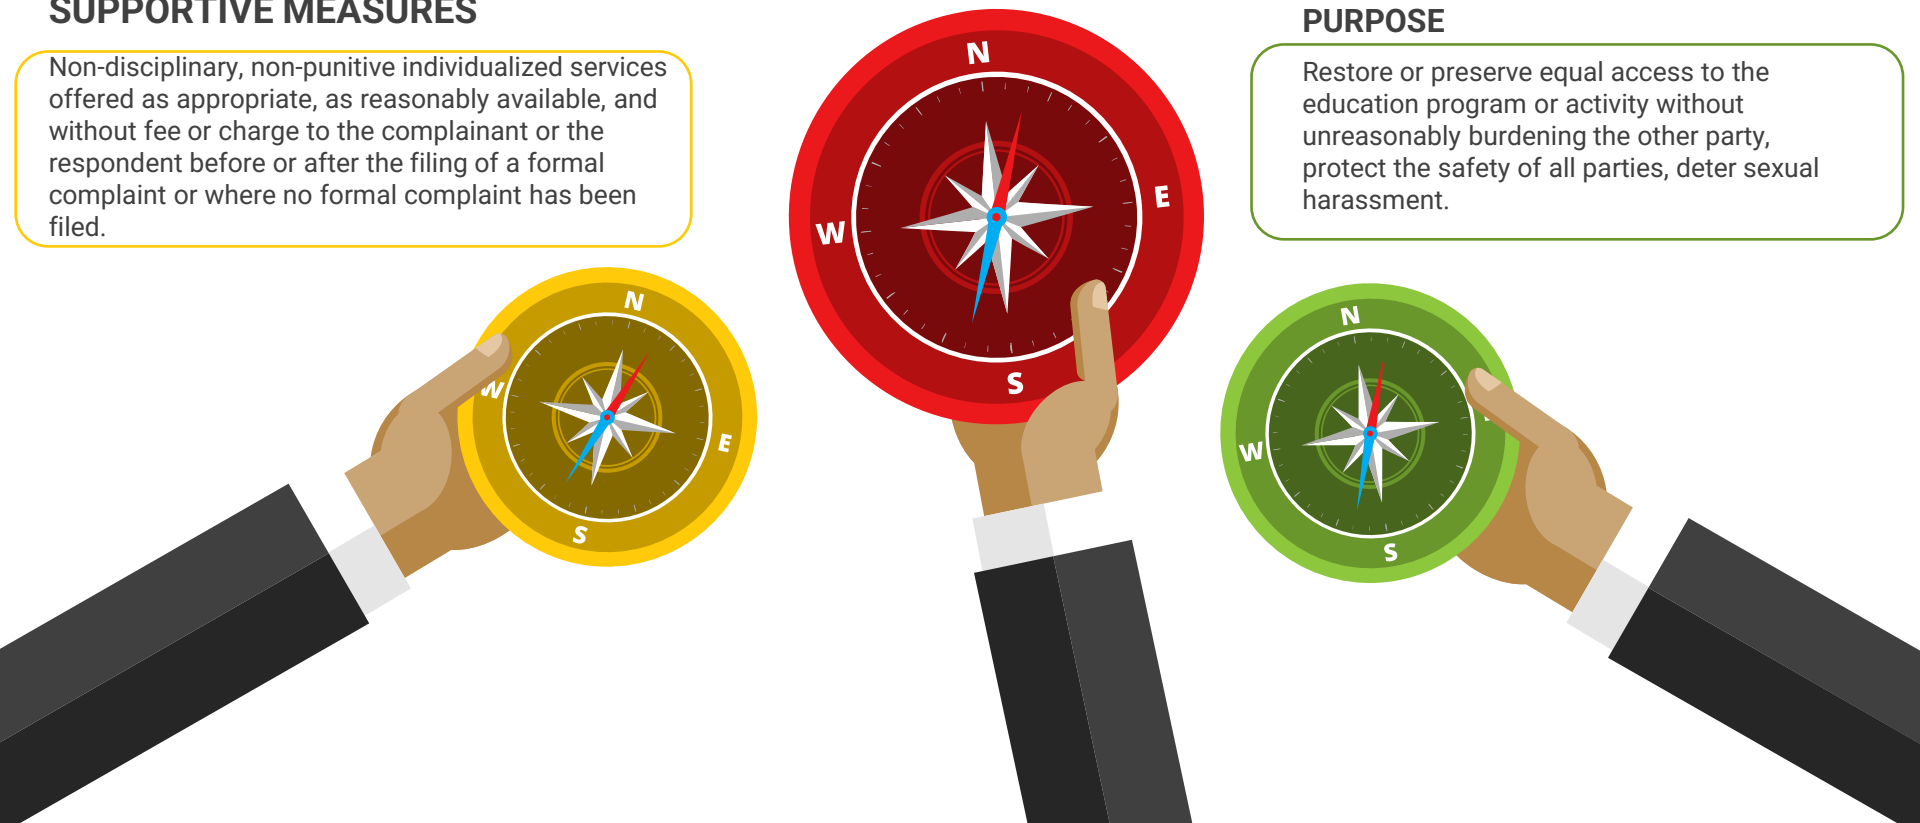 SUPPORTIVE MEASURES
Non-disciplinary, non-punitive individualized services
offered as appropriate, as reasonably available, and
without fee or charge to the complainant or the
respondent before or after the filing of a formal
complaint or where no formal complaint has been
filed.
PURPOSE
Restore or preserve equal access to the
education program or activity without
unreasonably burdening the other party,
protect the safety of all parties, deter sexual
harassment.
N
W
E
S
N
W
E
S
N
W
S